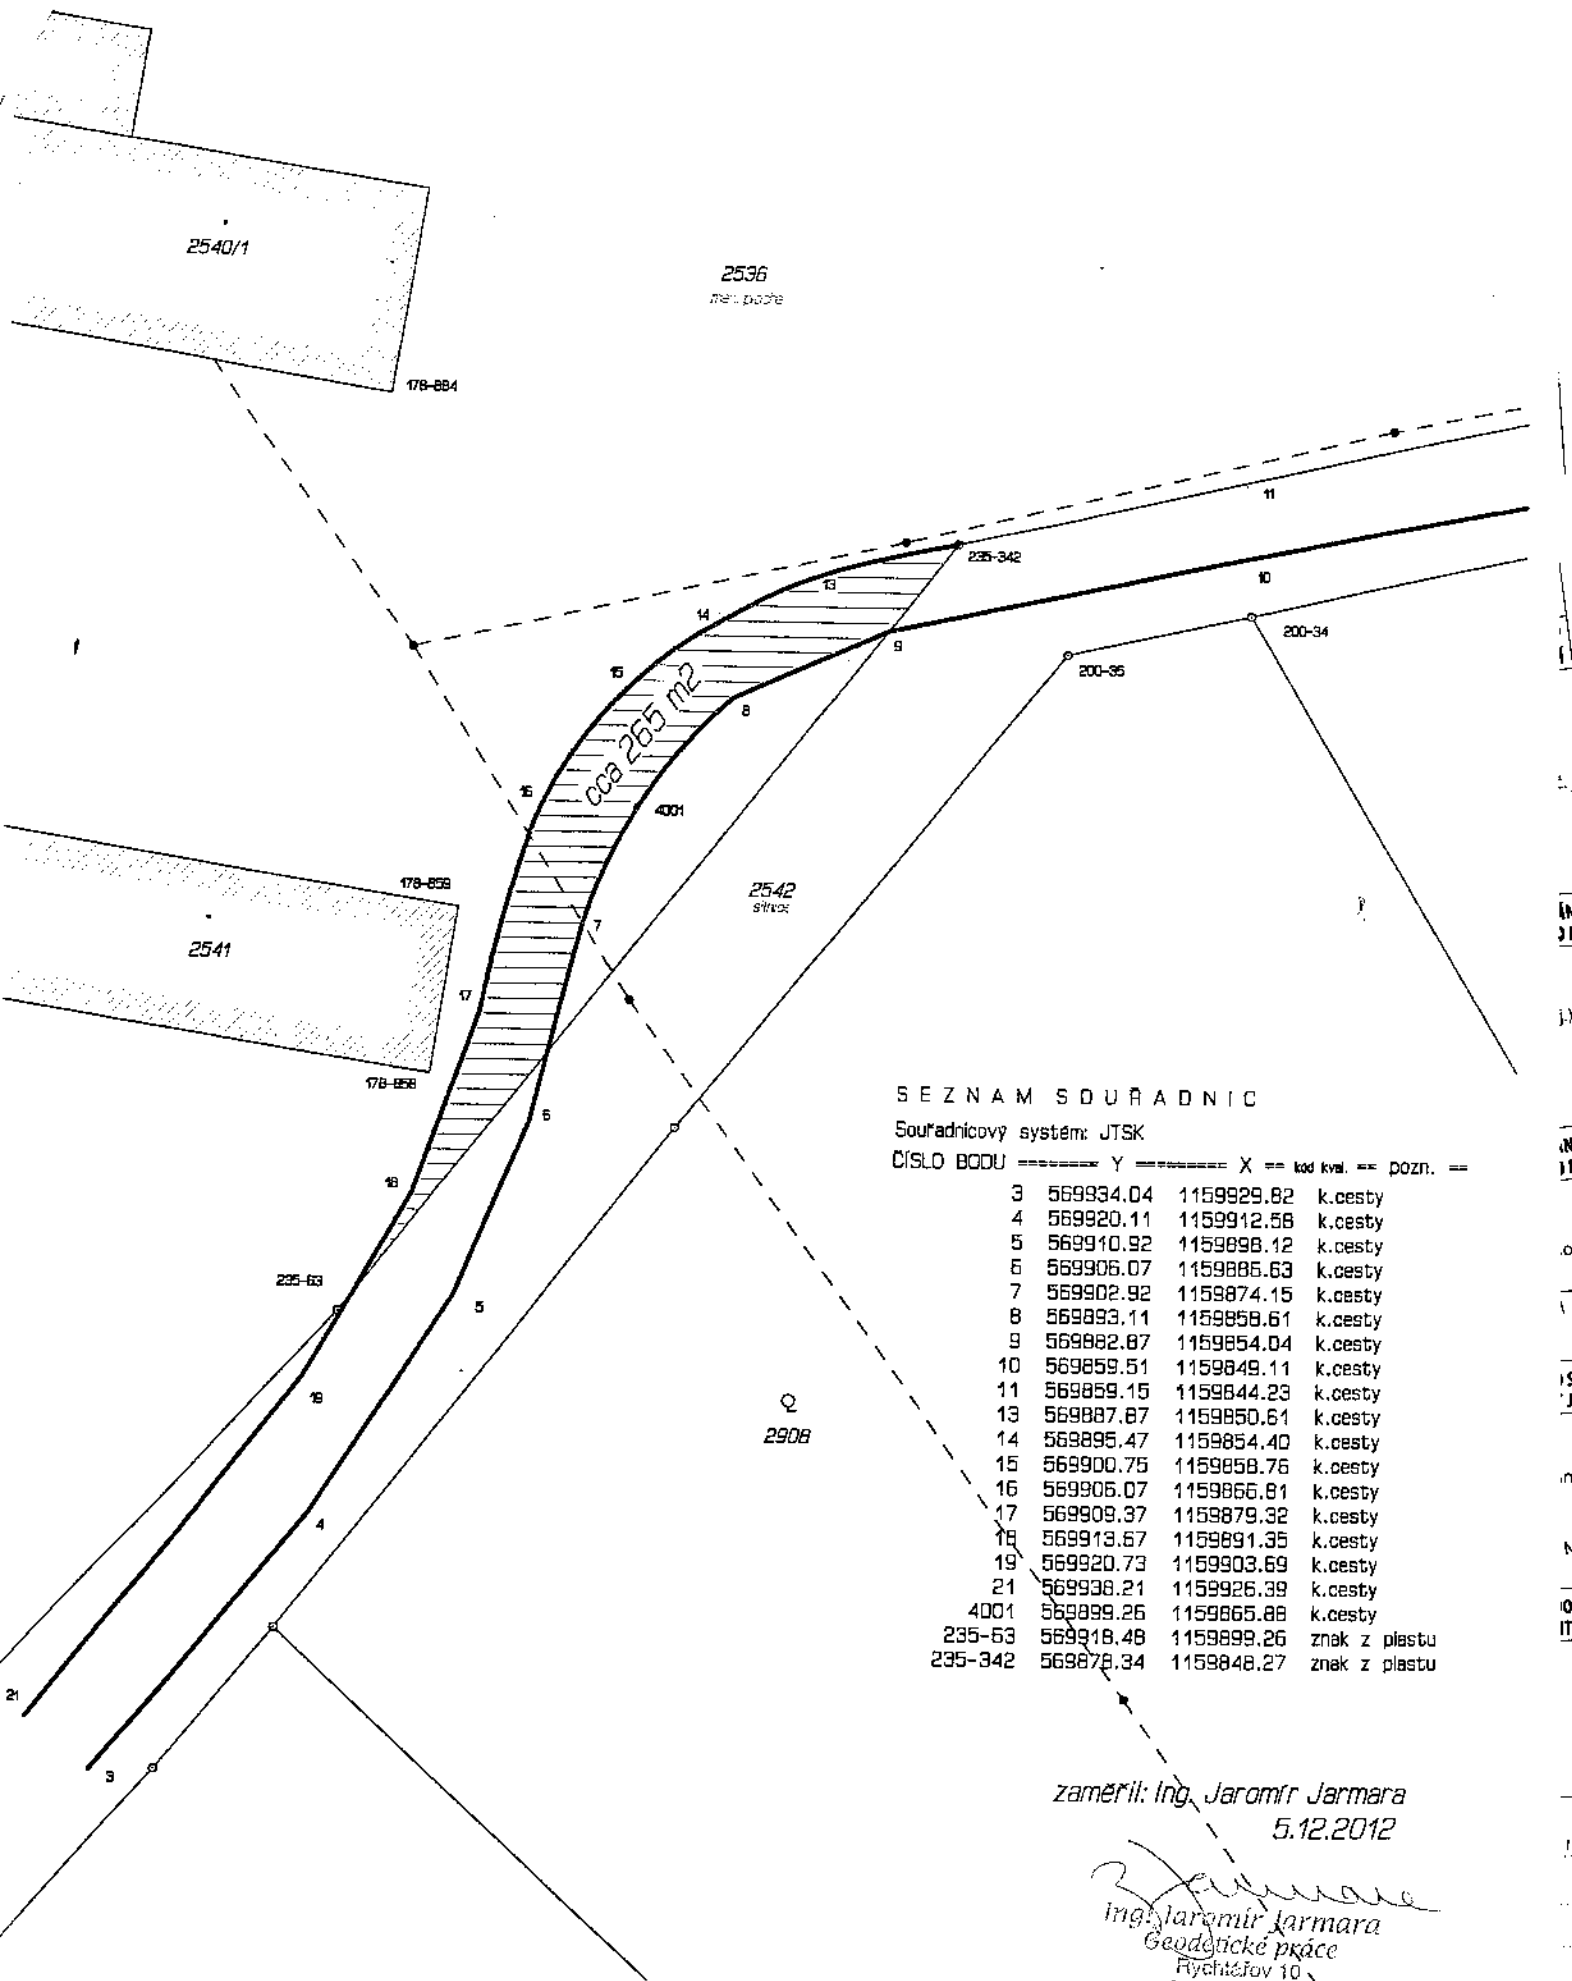 2540/1
2536
178-884
11
235-342
13
10
14
9
200-34
15
200-35
8
cca 265 m2
16
4001
178-859
2542
silnice
7
2541
17
178-858
6
SEZNAM SOUŘADNIC
Souřadnicový systém: JTSK
ČÍSLO BODU ======== Y ========= X == kód kval. == pozn. ==
3 569934.04 1159929.82 k.cesty
4 569920.11 1159912.58 k.cesty
5 569910.92 1159898.12 k.cesty
6 569906.07 1159886.63 k.cesty
7 569902.92 1159874.15 k.cesty
8 569893.11 1159858.61 k.cesty
9 569882.87 1159854.04 k.cesty
10 569859.51 1159849.11 k.cesty
11 569859.15 1159844.23 k.cesty
13 569887.87 1159850.61 k.cesty
14 569895.47 1159854.40 k.cesty
15 569900.75 1159858.76 k.cesty
16 569906.07 1159866.81 k.cesty
17 569909.37 1159879.32 k.cesty
18 569913.67 1159891.35 k.cesty
19 569920.73 1159903.69 k.cesty
21 569938.21 1159926.39 k.cesty
4001 569899.26 1159865.88 k.cesty
235-63 569918.48 1159899.26 znak z plastu
235-342 569878.34 1159848.27 znak z plastu
18
235-63
5
19
2908
4
21
3
zaměřil: Ing. Jaromír Jarmara
5.12.2012
Ing. Jaromír Jarmara
Geodetické práce
Rychtářov 10